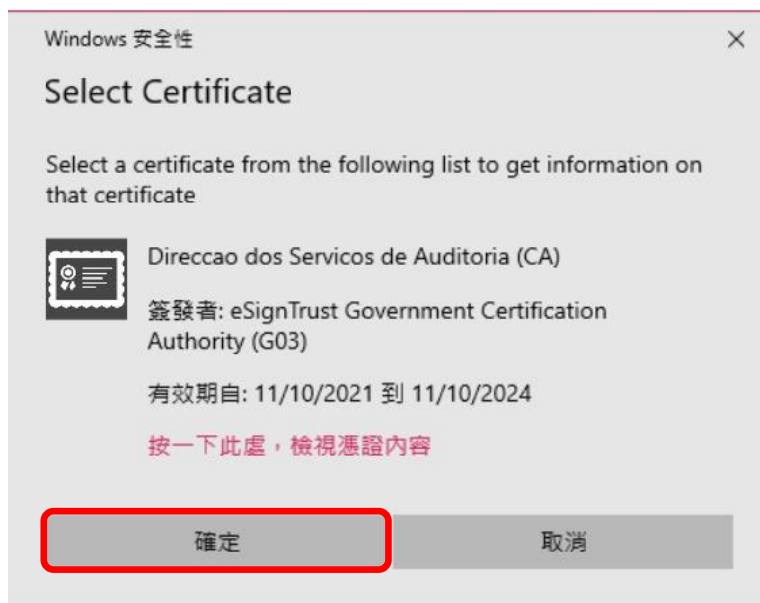 Windows 安全性
Select Certificate
Select a certificate from the following list to get information on
that certificate
Direccao dos Servicos de Auditoria (CA)
簽發者: eSignTrust Government Certification
Authority (G03)
有效期自: 11/10/2021 到 11/10/2024
按一下此處，檢視憑證內容
確定
取消